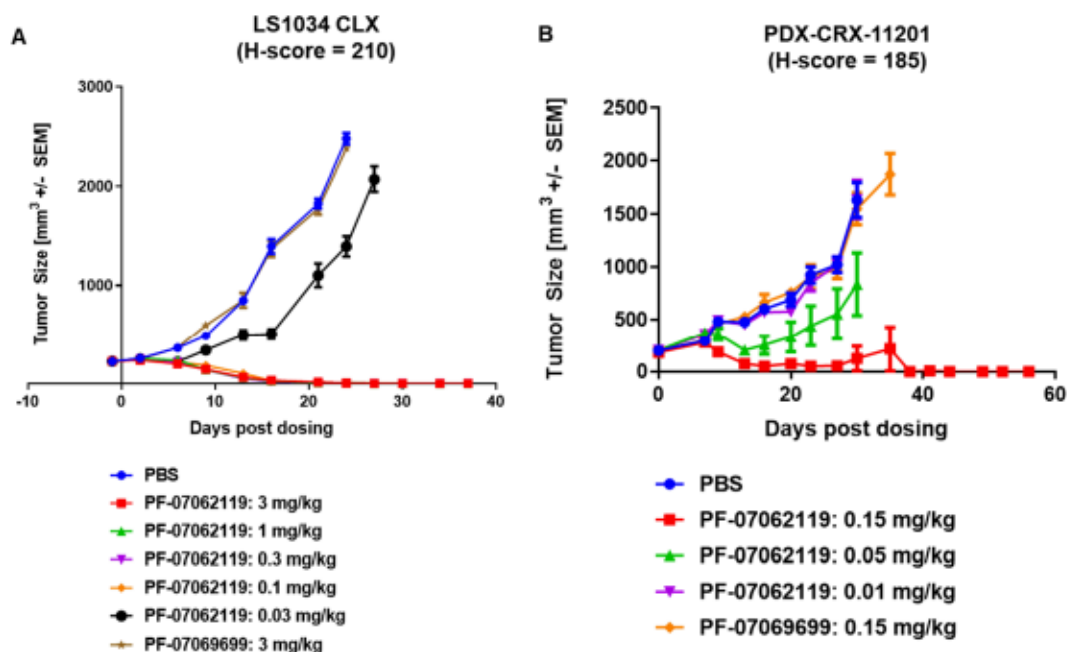 A
LS1034 CLX
(H-score = 210)
Tumor Size [mm³ +/- SEM]
3000
2000
1000
-10
0
10
20
30
40
Days post dosing
PBS
PF-07062119: 3 mg/kg
PF-07062119: 1 mg/kg
PF-07062119: 0.3 mg/kg
PF-07062119: 0.1 mg/kg
PF-07062119: 0.03 mg/kg
PF-07069699: 3 mg/kg
B
PDX-CRX-11201
(H-score = 185)
Tumor Size [mm³ +/- SEM]
2500
2000
1500
1000
500
0
0
20
40
60
Days post dosing
PBS
PF-07062119: 0.15 mg/kg
PF-07062119: 0.05 mg/kg
PF-07062119: 0.01 mg/kg
PF-07069699: 0.15 mg/kg